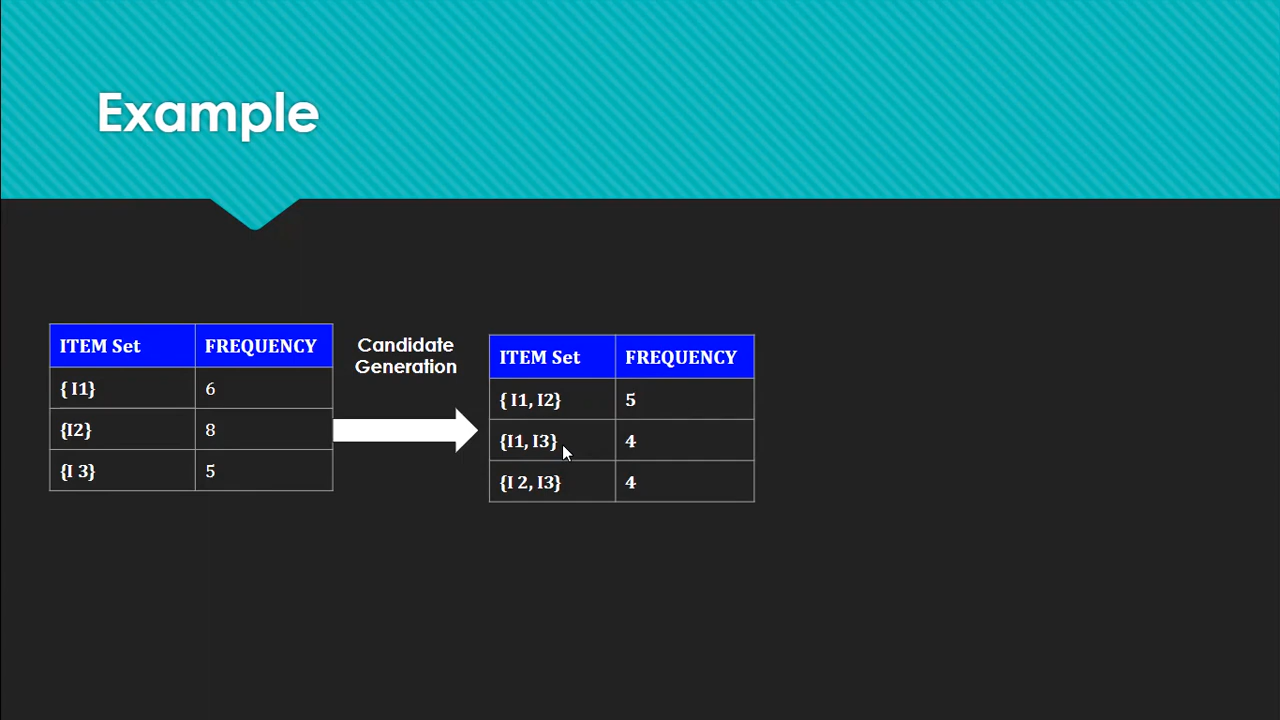 Example
ITEM Set FREQUENCY
{ I1} 6
{I2} 8
{I 3} 5
Candidate
Generation
ITEM Set FREQUENCY
{ I1, I2} 5
{I1, I3} 4
{I 2, I3} 4